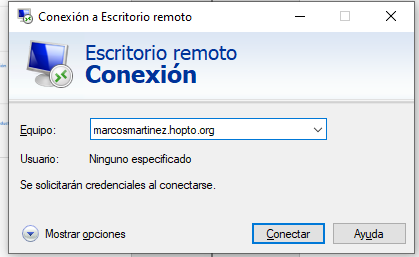 Conexión a Escritorio remoto
Escritorio remoto
Conexión
Equipo: marcosmartinez.hopto.org
Usuario: Ninguno especificado
Se solicitarán credenciales al conectarse.
Mostrar opciones Conectar Ayuda